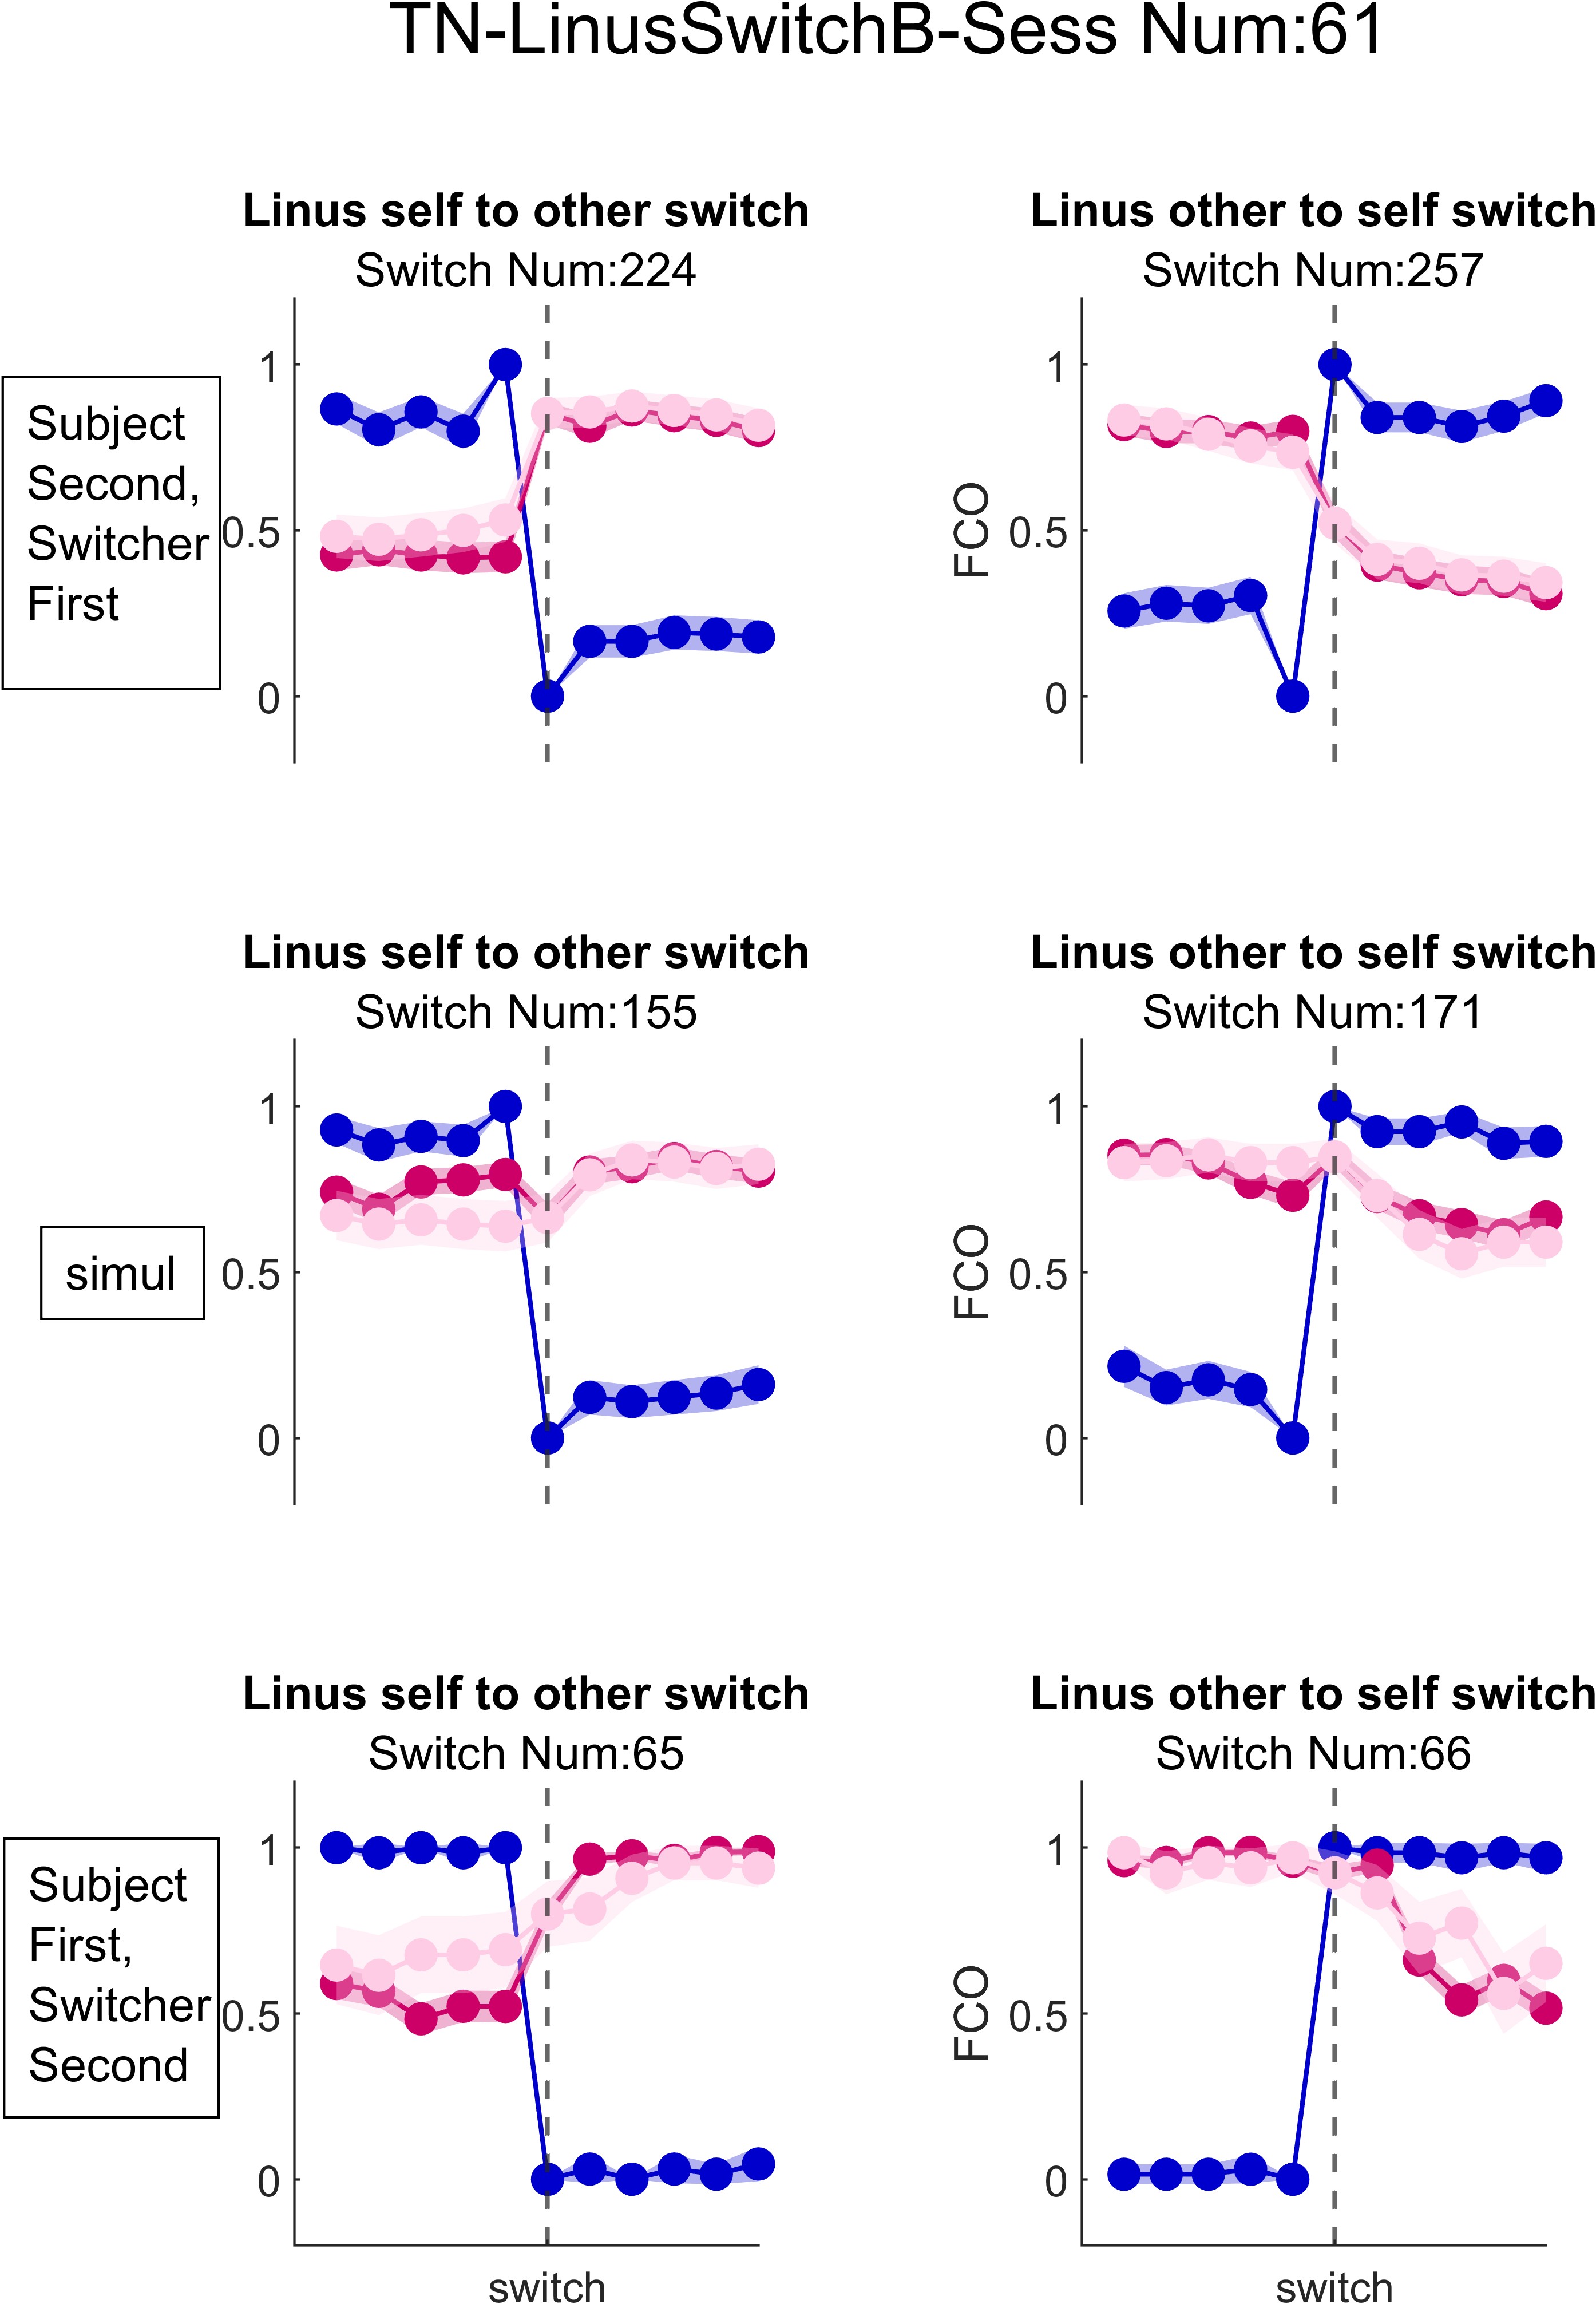 TN-LinusSwitchB-Sess Num:61
Linus self to other switch
Switch Num:224
Linus other to self switch
Switch Num:257
Subject
Second,
Switcher
First
1
0.5
0
FCO
1
0.5
0
Linus self to other switch
Switch Num:155
Linus other to self switch
Switch Num:171
simul
1
0.5
0
FCO
1
0.5
0
Linus self to other switch
Switch Num:65
Linus other to self switch
Switch Num:66
Subject
First,
Switcher
Second
1
0.5
0
switch
FCO
1
0.5
0
switch